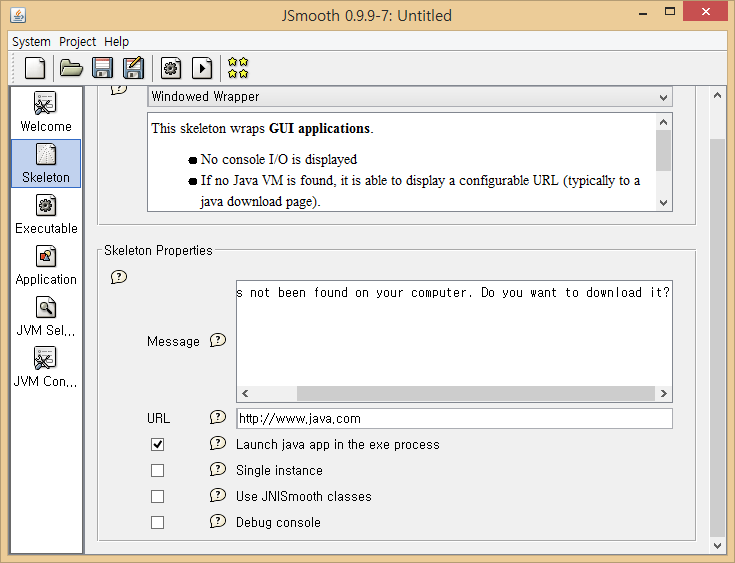 JSmooth 0.9.9-7: Untitled
System Project Help
Welcome
Skeleton
Executable
Application
JVM Sel...
JVM Con...
Windowed Wrapper
This skeleton wraps GUI applications.
No console I/O is displayed
If no Java VM is found, it is able to display a configurable URL (typically to a
java download page).
Skeleton Properties
Message
s not been found on your computer. Do you want to download it?
URL
http://www.java.com
Launch java app in the exe process
Single instance
Use JNISmooth classes
Debug console